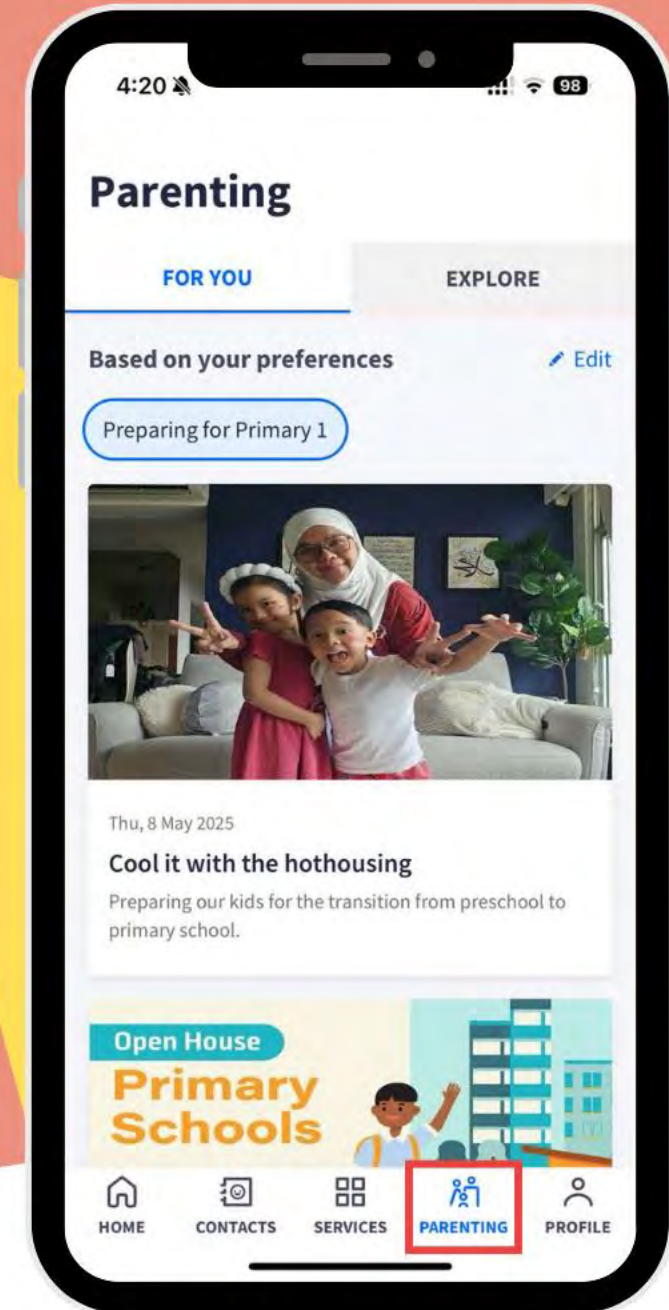 4:20
98
Parenting
FOR YOU
EXPLORE
Based on your preferences
Edit
Preparing for Primary 1
Thu, 8 May 2025
Cool it with the hothousing
Preparing our kids for the transition from preschool to
primary school.
Open House
Primary
Schools
HOME
CONTACTS
SERVICES
PARENTING
PROFILE